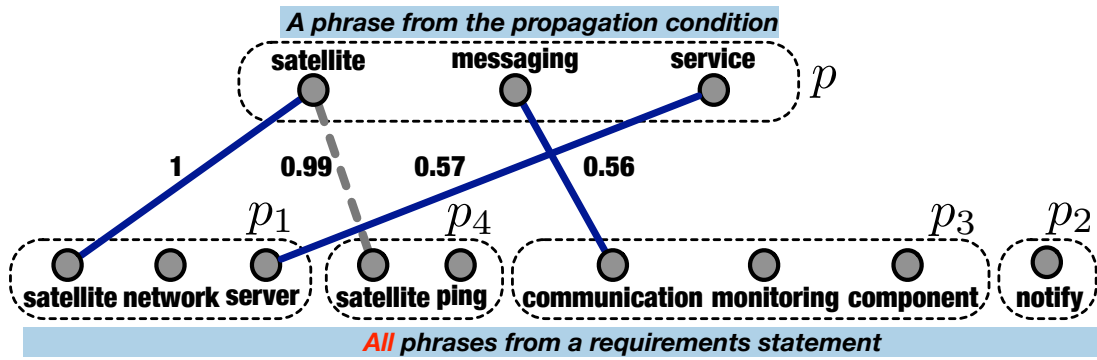 A phrase from the propagation condition
satellite messaging service
p
1 0.99 0.57 0.56
p1 p4 p3 p2
satellite network server satellite ping communication monitoring component notify
All phrases from a requirements statement